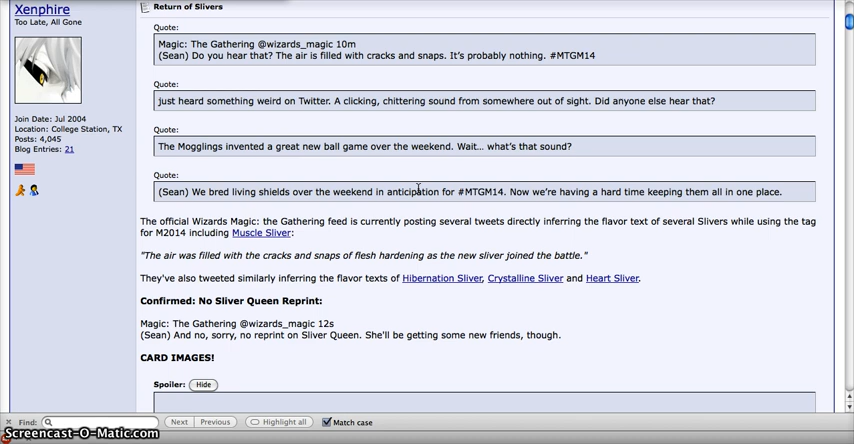 Xenphire
Too Late, All Gone
Join Date: Jul 2004
Location: College Station, TX
Posts: 4,045
Blog Entries: 21
Return of Slivers
Quote:
Magic: The Gathering @wizards_magic 10m
(Sean) Do you hear that? The air is filled with cracks and snaps. It's probably nothing. #MTGM14
Quote:
just heard something weird on Twitter. A clicking, chittering sound from somewhere out of sight. Did anyone else hear that?
Quote:
The Mogglings invented a great new ball game over the weekend. Wait... what's that sound?
Quote:
(Sean) We bred living shields over the weekend in anticipation for #MTGM14. Now we're having a hard time keeping them all in one place.
The official Wizards Magic: the Gathering feed is currently posting several tweets directly inferring the flavor text of several Slivers while using the tag
for M2014 including Muscle Sliver:
"The air was filled with the cracks and snaps of flesh hardening as the new sliver joined the battle."
They've also tweeted similarly inferring the flavor texts of Hibernation Sliver, Crystalline Sliver and Heart Sliver.
Confirmed: No Sliver Queen Reprint:
Magic: The Gathering @wizards_magic 12s
(Sean) And no, sorry, no reprint on Sliver Queen. She'll be getting some new friends, though.
CARD IMAGES!
Spoiler: Hide
Find: Next Previous Highlight all Match case
Screencast-O-Matic.com